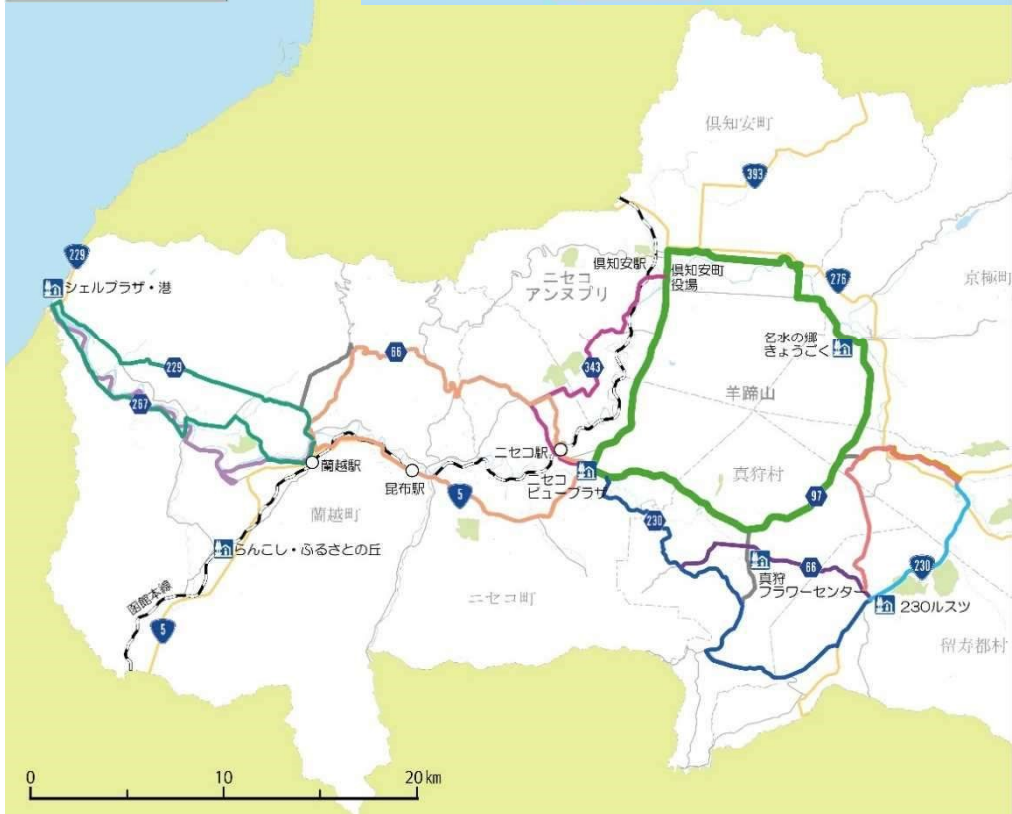 倶知安町
393
229
シェルプラザ・港
倶知安駅
倶知安町
役場
276
京極町
ニセコ
アンヌプリ
名水の郷
きょうごく
66
343
229
羊蹄山
267
ニセコ駅
ニセコ
ビュープラザ
真狩村
蘭越駅
昆布駅
5
97
蘭越町
230
らんこし・ふるさとの丘
66
230
真狩
フラワーセンター
ニセコ町
230ルスツ
函館本線
5
留寿都村
0
10
20km